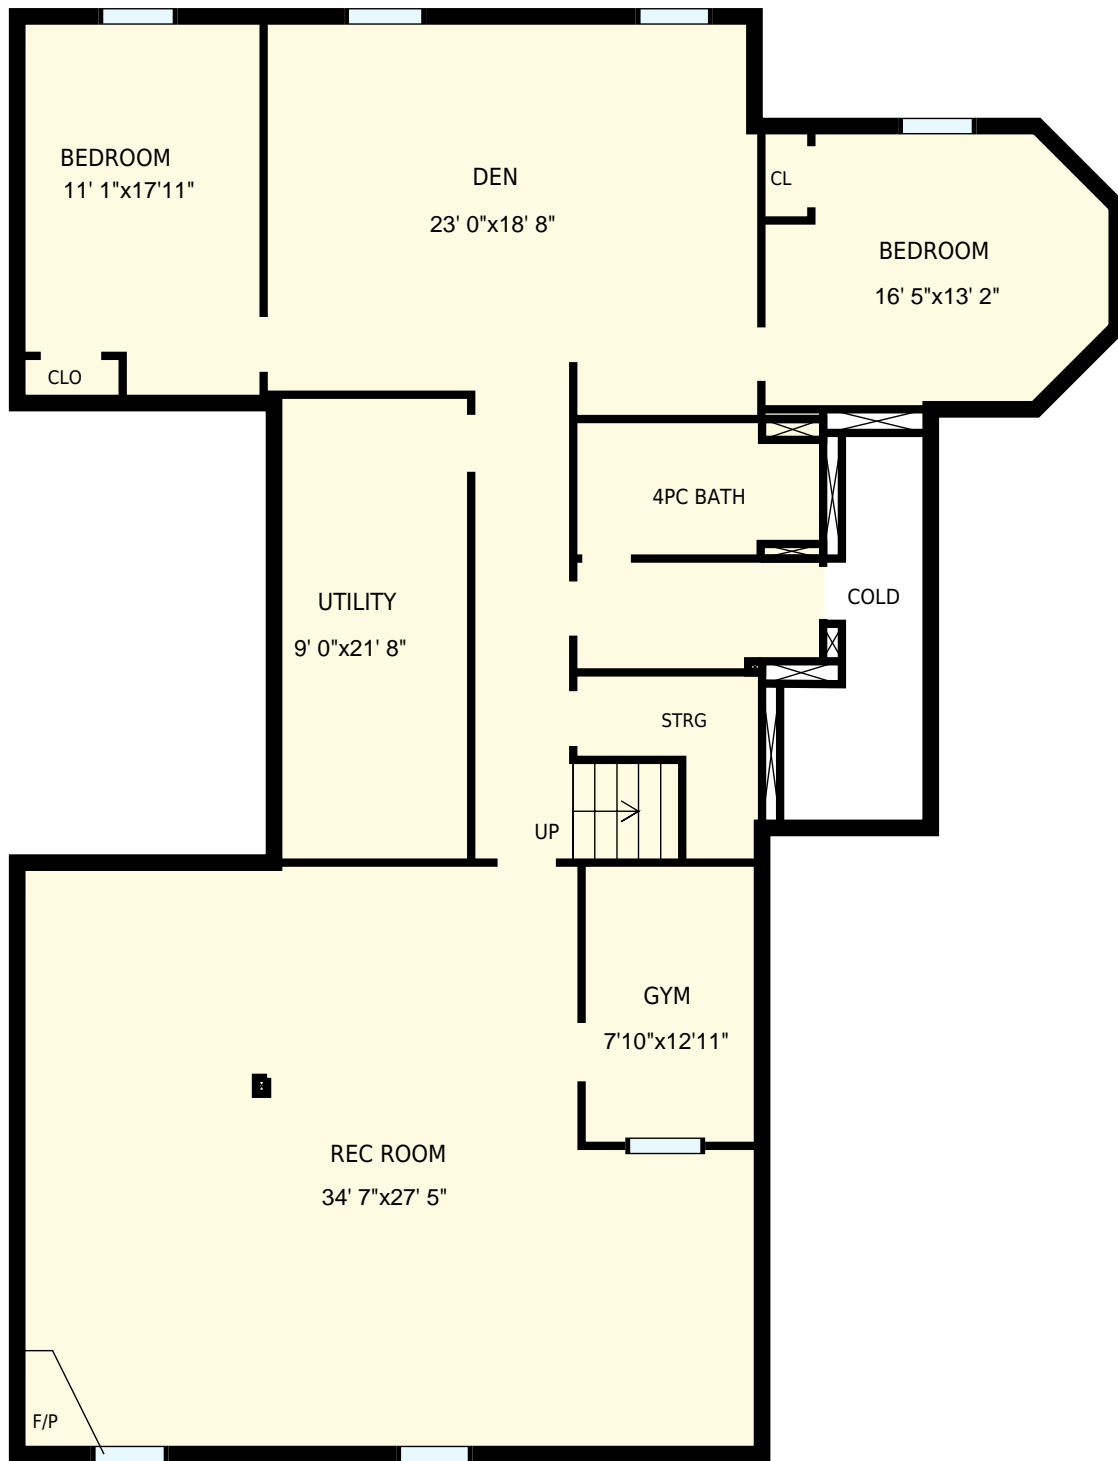 BEDROOM
11' 1"x17'11"
DEN
23' 0"x18' 8"
CL
BEDROOM
16' 5"x13' 2"
CLO
4PC BATH
UTILITY
9' 0"x21' 8"
COLD
STRG
UP
GYM
7'10"x12'11"
REC ROOM
34' 7"x27' 5"
F/P